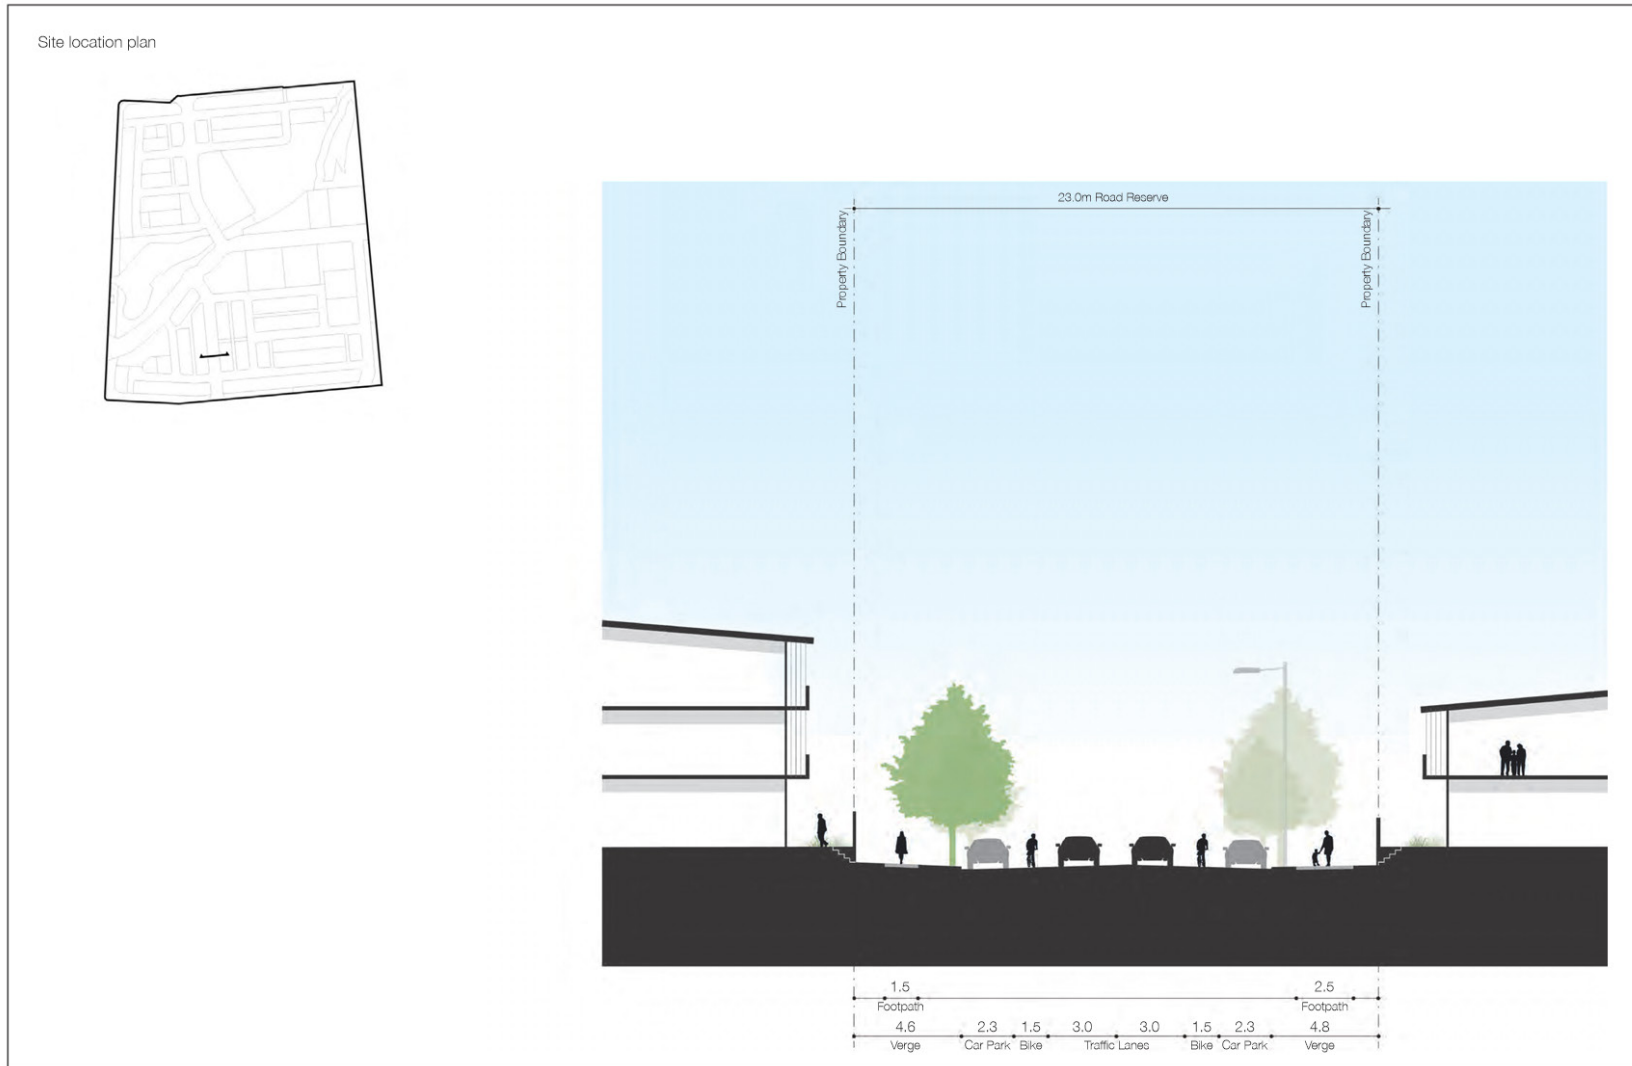 Site location plan
23.0m Road Reserve
Property Boundary
Property Boundary
1.5
2.5
Footpath
Footpath
4.6 2.3 1.5 3.0 3.0 1.5 2.3 4.8
Verge Car Park Bike Traffic Lanes Bike Car Park Verge